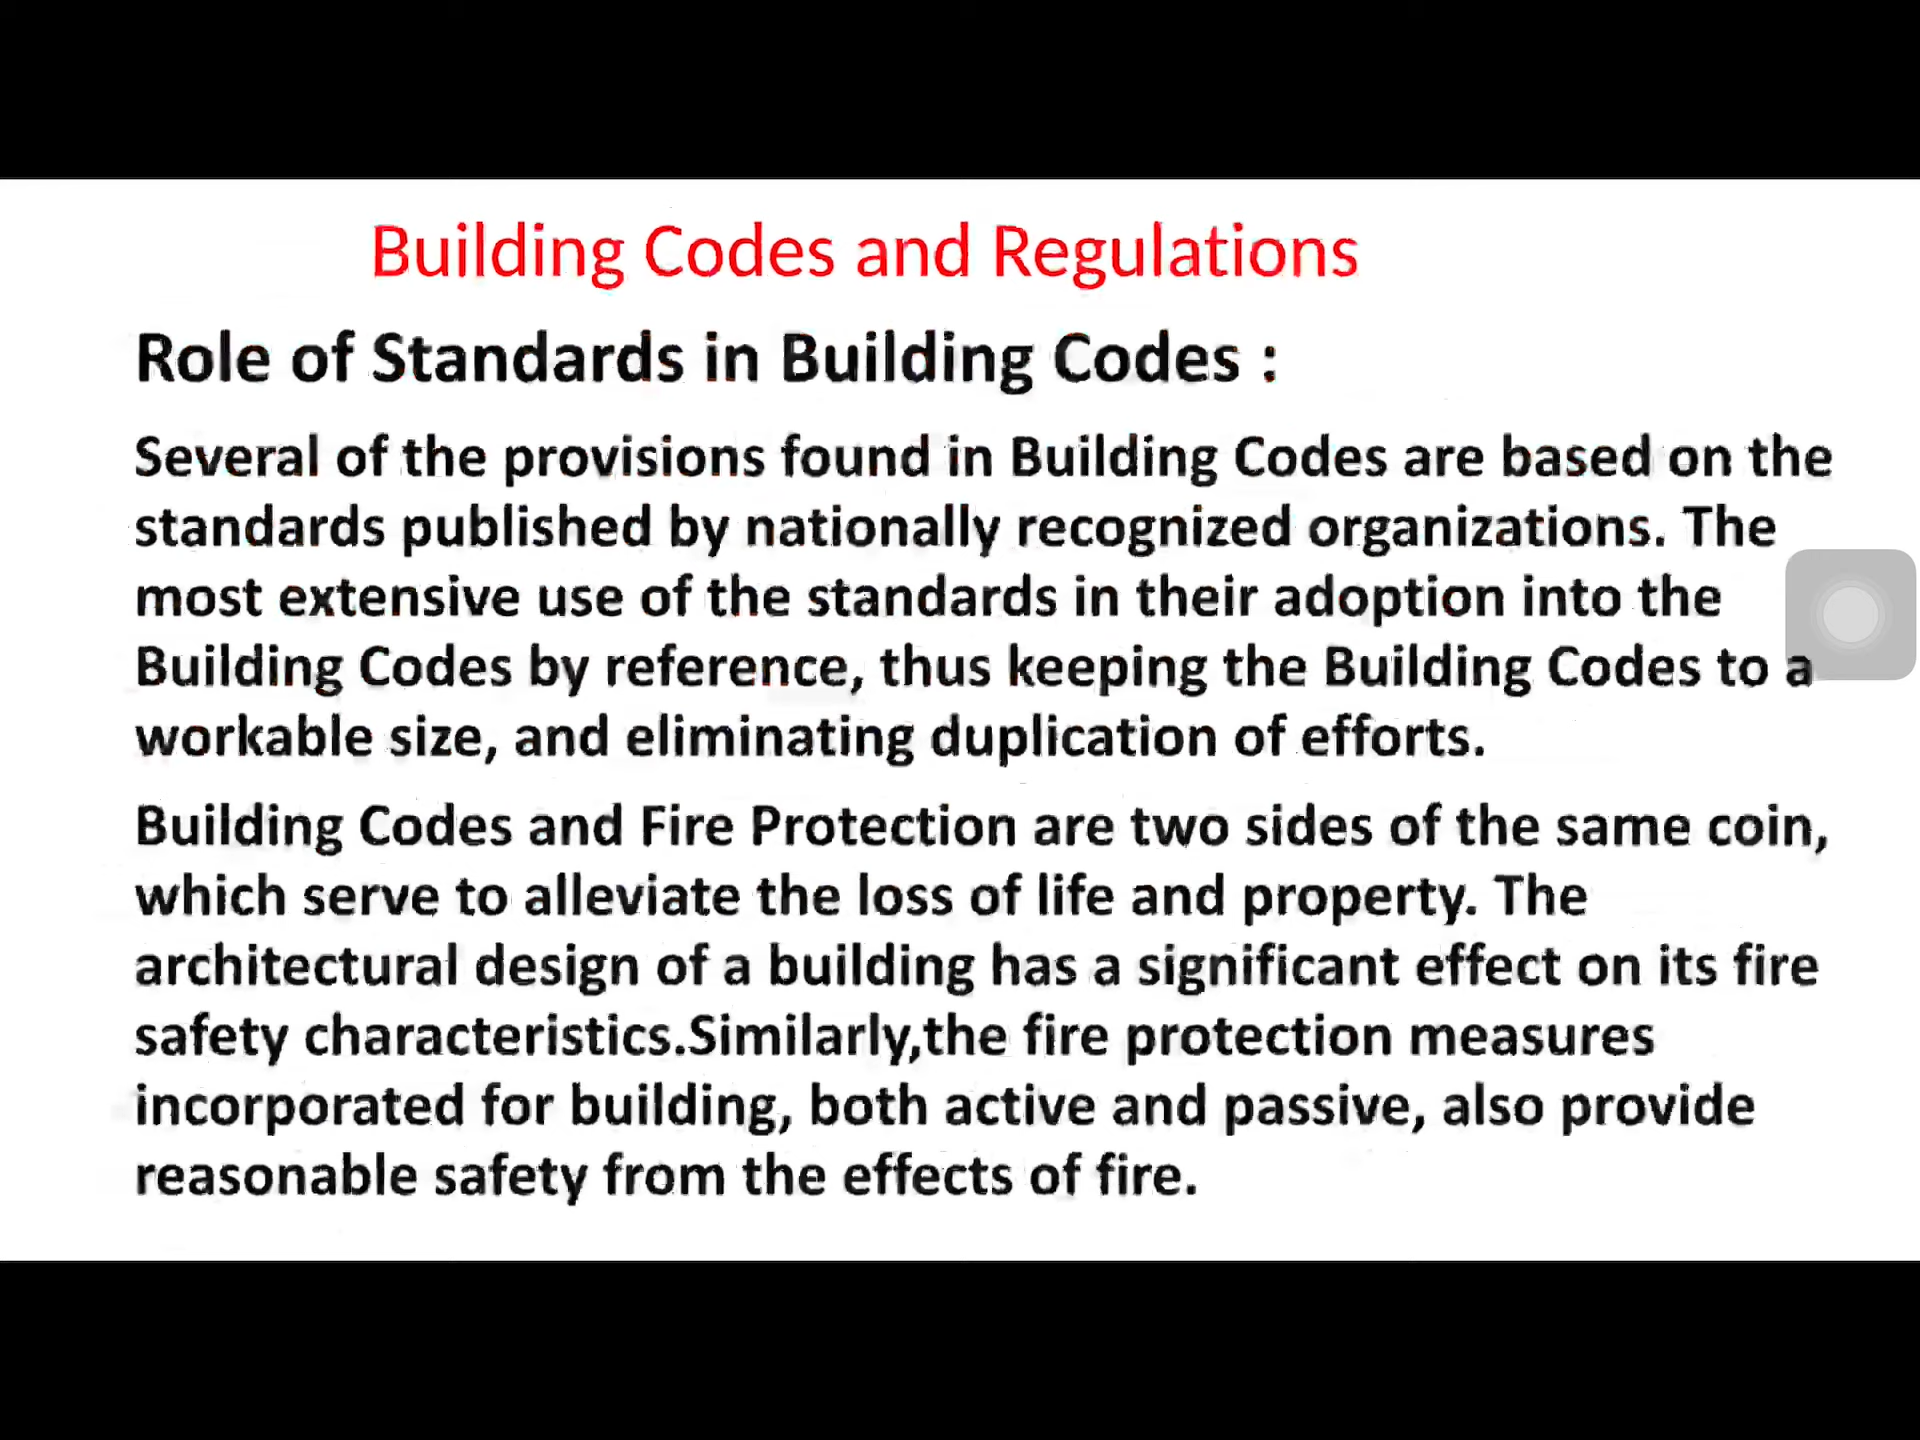 Building Codes and Regulations
Role of Standards in Building Codes :
Several of the provisions found in Building Codes are based on the
standards published by nationally recognized organizations. The
most extensive use of the standards in their adoption into the
Building Codes by reference, thus keeping the Building Codes to a
workable size, and eliminating duplication of efforts.
Building Codes and Fire Protection are two sides of the same coin,
which serve to alleviate the loss of life and property. The
architectural design of a building has a significant effect on its fire
safety characteristics.Similarly,the fire protection measures
incorporated for building, both active and passive, also provide
reasonable safety from the effects of fire.